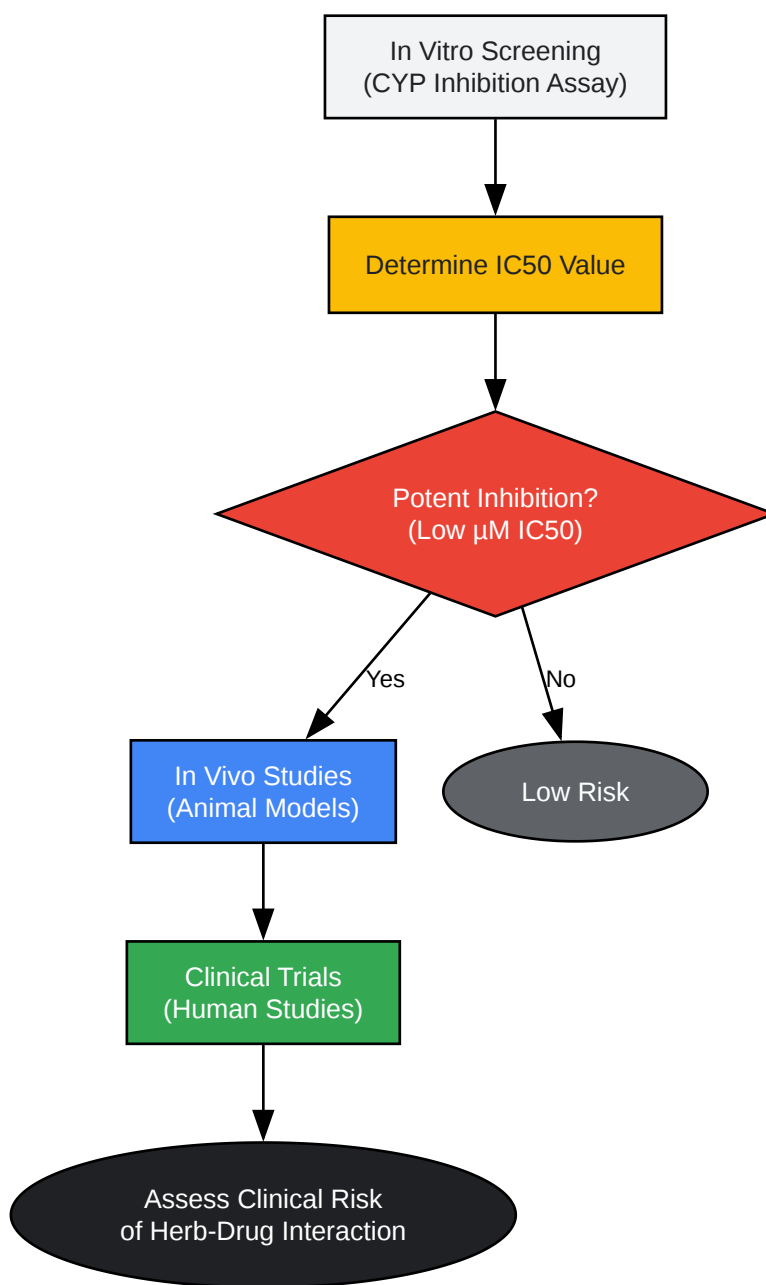 In Vitro Screening
(CYP Inhibition Assay)
Determine IC50 Value
Potent Inhibition?
(Low µM IC50)
Yes
No
In Vivo Studies
(Animal Models)
Low Risk
Clinical Trials
(Human Studies)
Assess Clinical Risk
of Herb-Drug Interaction